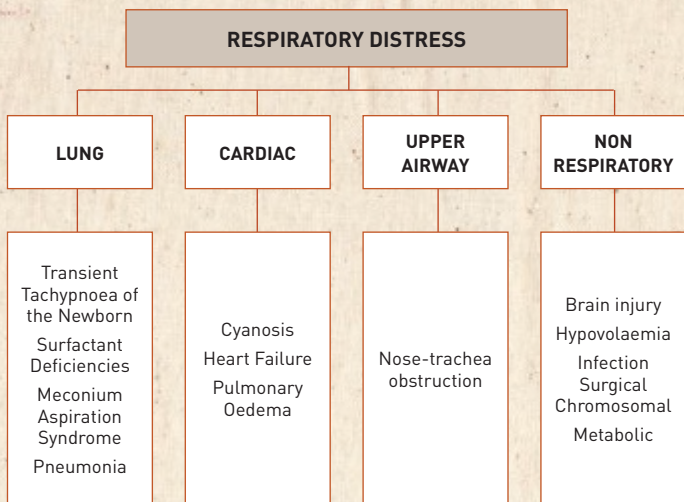 RESPIRATORY DISTRESS
LUNG
CARDIAC
UPPER
AIRWAY
NON
RESPIRATORY
Transient
Tachypnoea of
the Newborn
Surfactant
Deficiencies
Meconium
Aspiration
Syndrome
Pneumonia
Cyanosis
Heart Failure
Pulmonary
Oedema
Nose-trachea
obstruction
Brain injury
Hypovolaemia
Infection
Surgical
Chromosomal
Metabolic